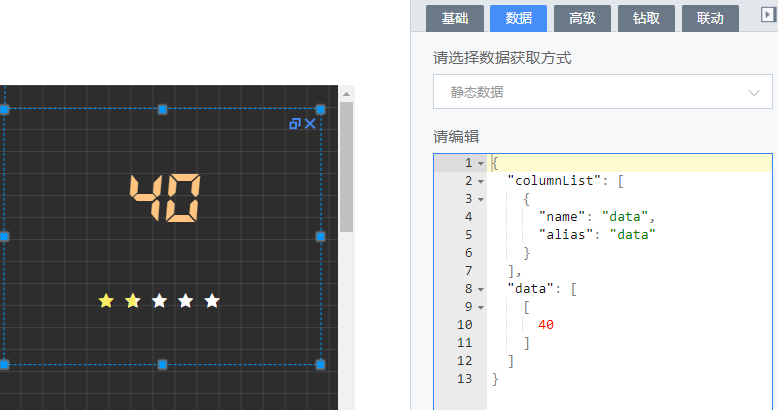 基础 数据 高级 钻取 联动
请选择数据获取方式
静态数据
请编辑
40
1 {
2 "columnList": [
3 {
4 "name": "data",
5 "alias": "data"
6 }
7 ],
8 "data": [
9 [
10 40
11 ]
12 ]
13 }